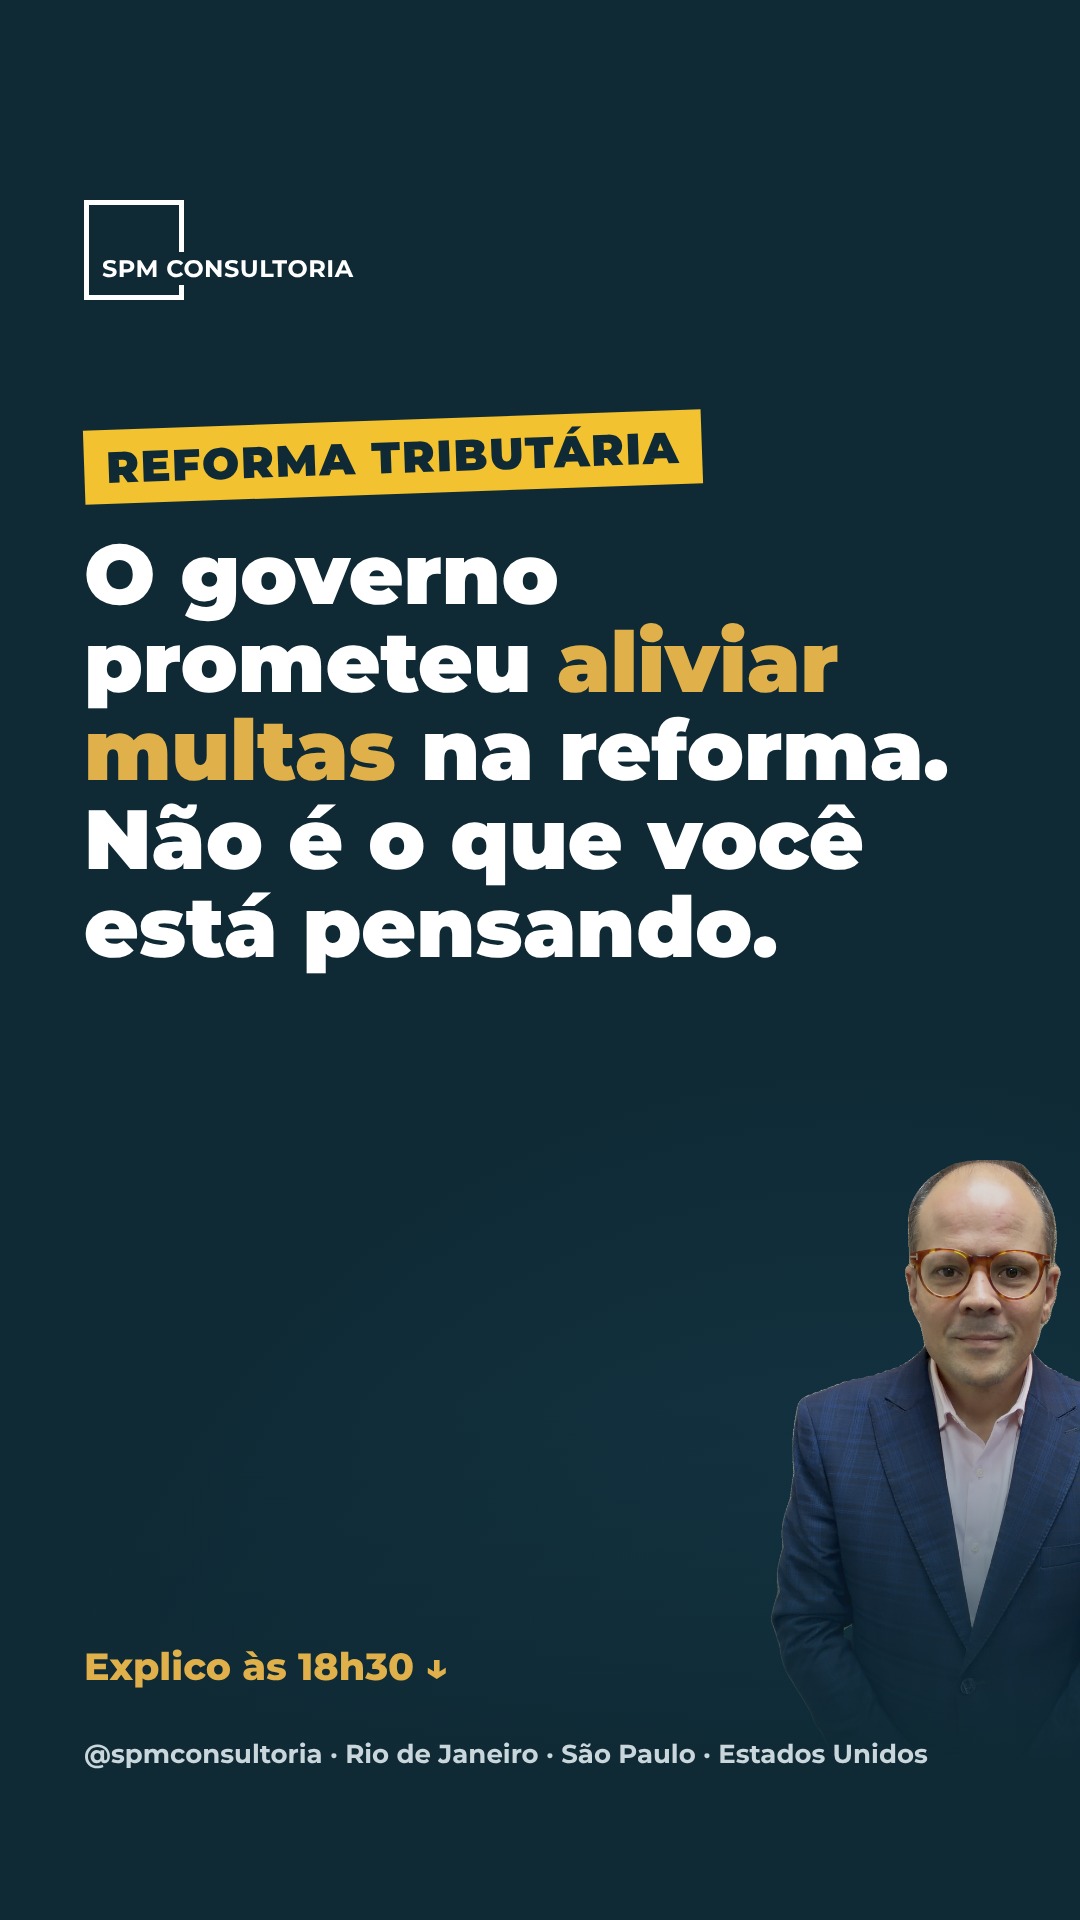 SPM CONSULTORIA
REFORMA TRIBUTÁRIA
O governo
prometeu aliviar
multas na reforma.
Não é o que você
está pensando.
Explico às 18h30 ↓
@spmconsultoria · Rio de Janeiro · São Paulo · Estados Unidos